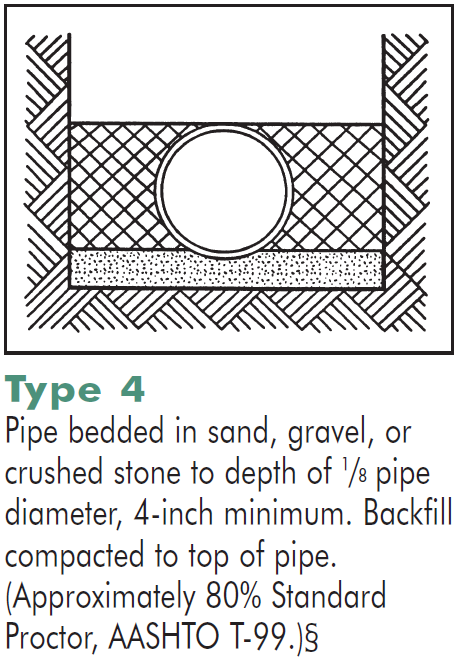 Type 4
Pipe bedded in sand, gravel, or
crushed stone to depth of 1/8 pipe
diameter, 4-inch minimum. Backfill
compacted to top of pipe.
(Approximately 80% Standard
Proctor, AASHTO T-99.)§